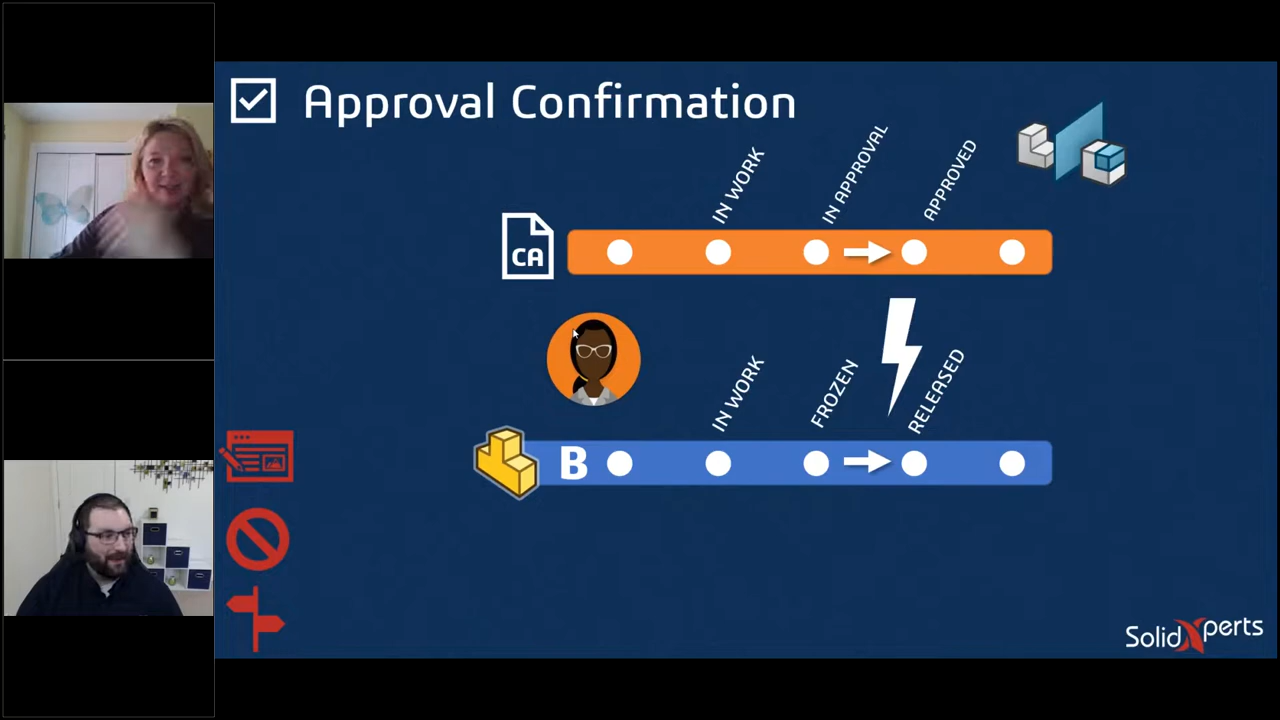 Approval Confirmation
IN WORK
IN APPROVAL
APPROVED
CA
IN WORK
FROZEN
RELEASED
B
SolidXperts